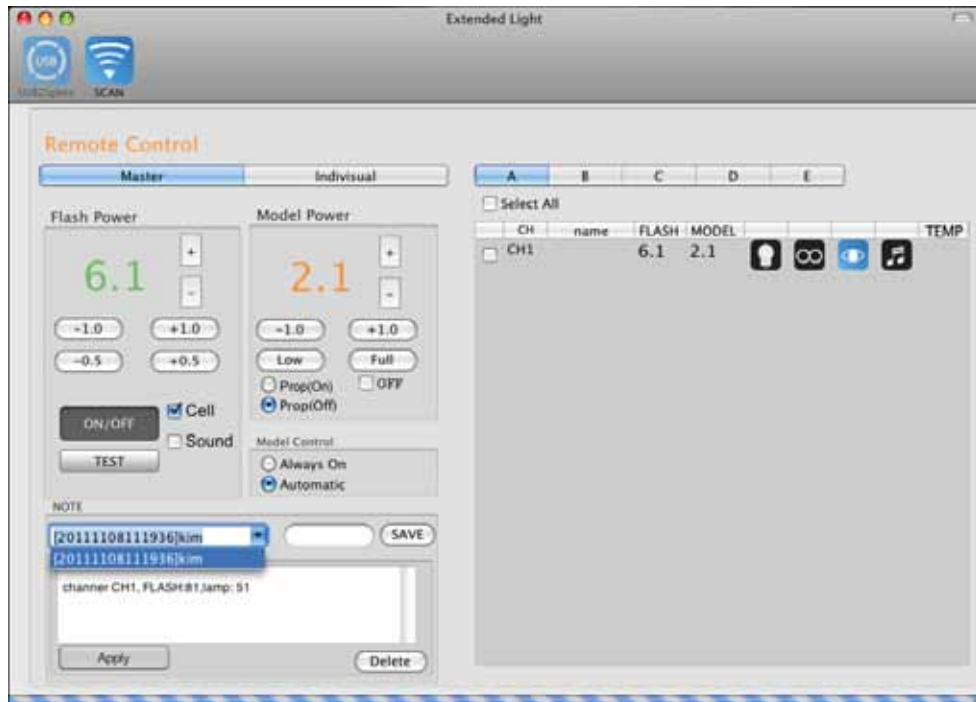 Extended Light
USB
SCAN
Remote Control
Master
Indivisual
A
B
C
D
E
Select All
Flash Power
Model Power
CH
name
FLASH
MODEL
TEMP
CH1
6.1
2.1
6.1
+
-
2.1
+
-
-1.0
+1.0
-1.0
+1.0
-0.5
+0.5
Low
Full
Prop(On)
OFF
Prop(Off)
ON/OFF
Cell
Sound
TEST
Model Control
Always On
Automatic
NOTE
[20111108111936]kim
SAVE
[20111108111936]kim
channer CH1, FLASH:81,lamp: 51
Apply
Delete